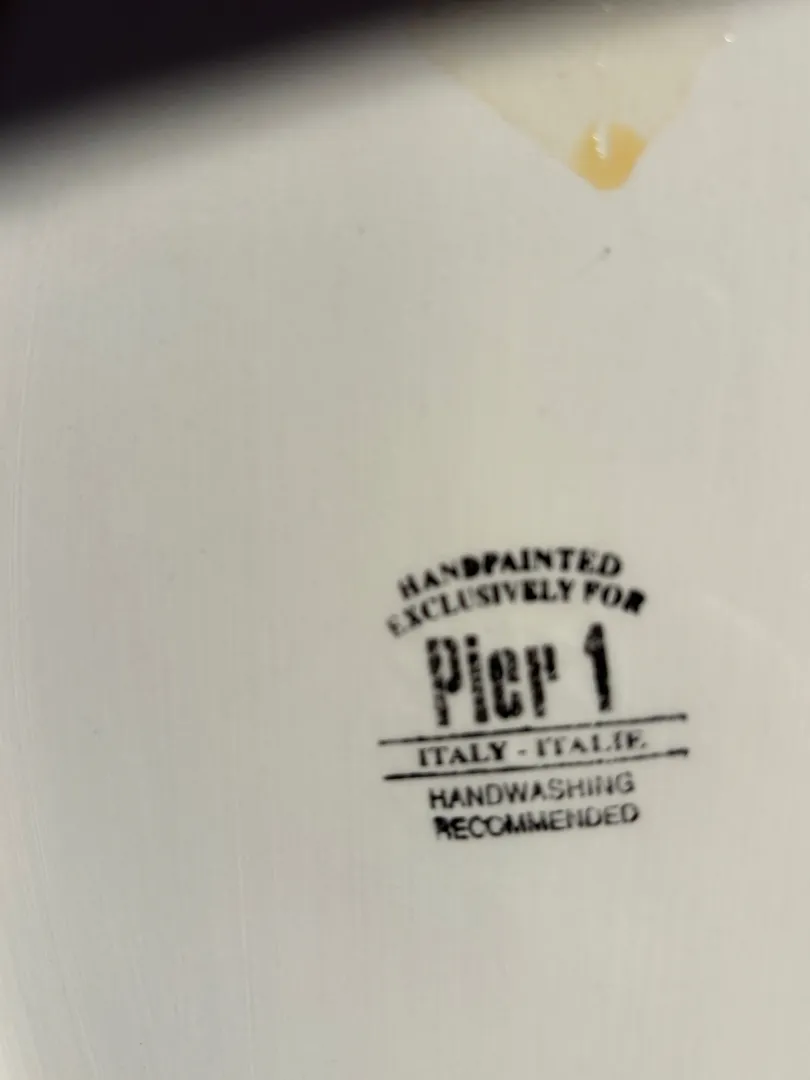 HANDPAINTED
EXCLUSIVELY FOR
Pier 1
ITALY - ITALIE
HANDWASHING
RECOMMENDED